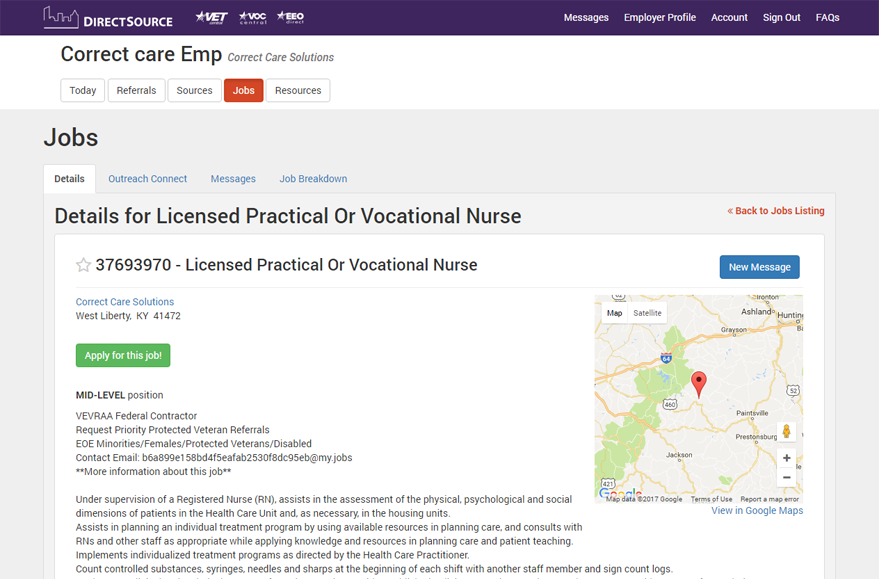 DIRECTSOURCE VET VOC central EEO direct Messages Employer Profile Account Sign Out FAQs
Correct care Emp Correct Care Solutions
Today Referrals Sources Jobs Resources
Jobs
Details Outreach Connect Messages Job Breakdown
Details for Licensed Practical Or Vocational Nurse
« Back to Jobs Listing
37693970 - Licensed Practical Or Vocational Nurse
New Message
Correct Care Solutions
West Liberty, KY 41472
Apply for this job!
MID-LEVEL position
VEVRAA Federal Contractor
Request Priority Protected Veteran Referrals
EOE Minorities/Females/Protected Veterans/Disabled
Contact Email: b6a899e158bd4f5eafab2530f8dc95eb@my.jobs
**More information about this job**
Under supervision of a Registered Nurse (RN), assists in the assessment of the physical, psychological and social
dimensions of patients in the Health Care Unit and, as necessary, in the housing units.
Assists in planning an individual treatment program by using available resources in planning care, and consults with
RNs and other staff as appropriate while applying knowledge and resources in planning care and patient teaching.
Implements individualized treatment programs as directed by the Health Care Practitioner.
Count controlled substances, syringes, needles and sharps at the beginning of each shift with another staff member and sign count logs.
Map Satellite
Ironton
Ashland
Hunting
Grayson
64
460
52
Paintsville
Prestonsburg
Jackson
421
Google
Map data ©2017 Google Terms of Use Report a map error
View in Google Maps